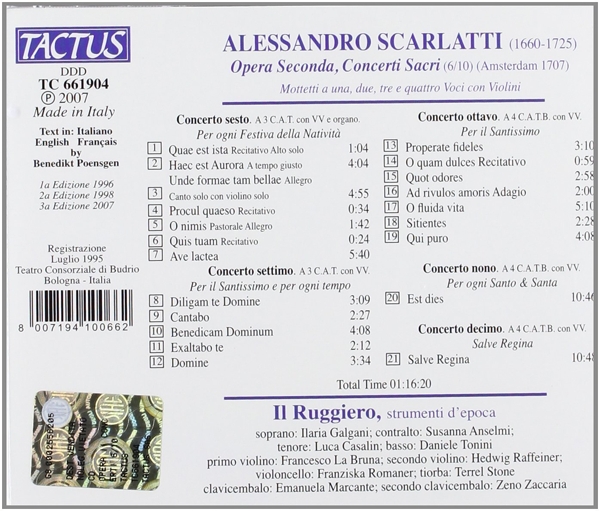 TACTUS
DDD
TC 661904
Ⓟ 2007
Made in Italy
Text in: Italiano
English Français
by
Benedikt Poensgen
1a Edizione 1996
2a Edizione 1998
3a Edizione 2007
Registrazione
Luglio 1995
Teatro Consorziale di Budrio
Bologna - Italia
8 007194 100662
ALESSANDRO SCARLATTI (1660-1725)
Opera Seconda, Concerti Sacri (6/10) (Amsterdam 1707)
Mottetti a una, due, tre e quattro Voci con Violini
Concerto sesto. A 3 C.A.T. con VV e organo.
Per ogni Festiva della Natività
1 Quae est ista Recitativo Alto solo 1:04
2 Haec est Aurora A tempo giusto 4:04
Unde formae tam bellae Allegro
3 Canto solo con violino solo 4:55
4 Procul quaeso Recitativo 0:34
5 O nimis Pastorale Allegro 1:42
6 Quis tuam Recitativo 0:24
7 Ave lactea 5:40
Concerto settimo. A 3 C.A.T. con VV.
Per il Santissimo e per ogni tempo
8 Diligam te Domine 3:09
9 Cantabo 2:27
10 Benedicam Dominum 4:08
11 Exaltabo te 2:12
12 Domine 3:34
Concerto ottavo. A 4 C.A.T.B. con VV.
Per il Santissimo
13 Properate fideles 3:10
14 O quam dulces Recitativo 0:59
15 Quot odores 2:58
16 Ad rivulos amoris Adagio 2:00
17 O fluida vita 5:10
18 Sitientes 2:28
19 Qui puro 4:08
Concerto nono. A 4 C.A.T.B. con VV.
Per ogni Santo & Santa
20 Est dies 10:46
Concerto decimo. A 4 C.A.T.B. con VV.
Salve Regina
21 Salve Regina 10:48
Total Time 01:16:20
Il Ruggiero, strumenti d'epoca
soprano: Ilaria Galgani; contralto: Susanna Anselmi;
tenore: Luca Casalin; basso: Daniele Tonini
primo violino: Francesco La Bruna; secondo violino: Hedwig Raffeiner;
violoncello: Franziska Romaner; tiorba: Terrel Stone
clavicembalo: Emanuela Marcante; secondo clavicembalo: Zeno Zaccaria